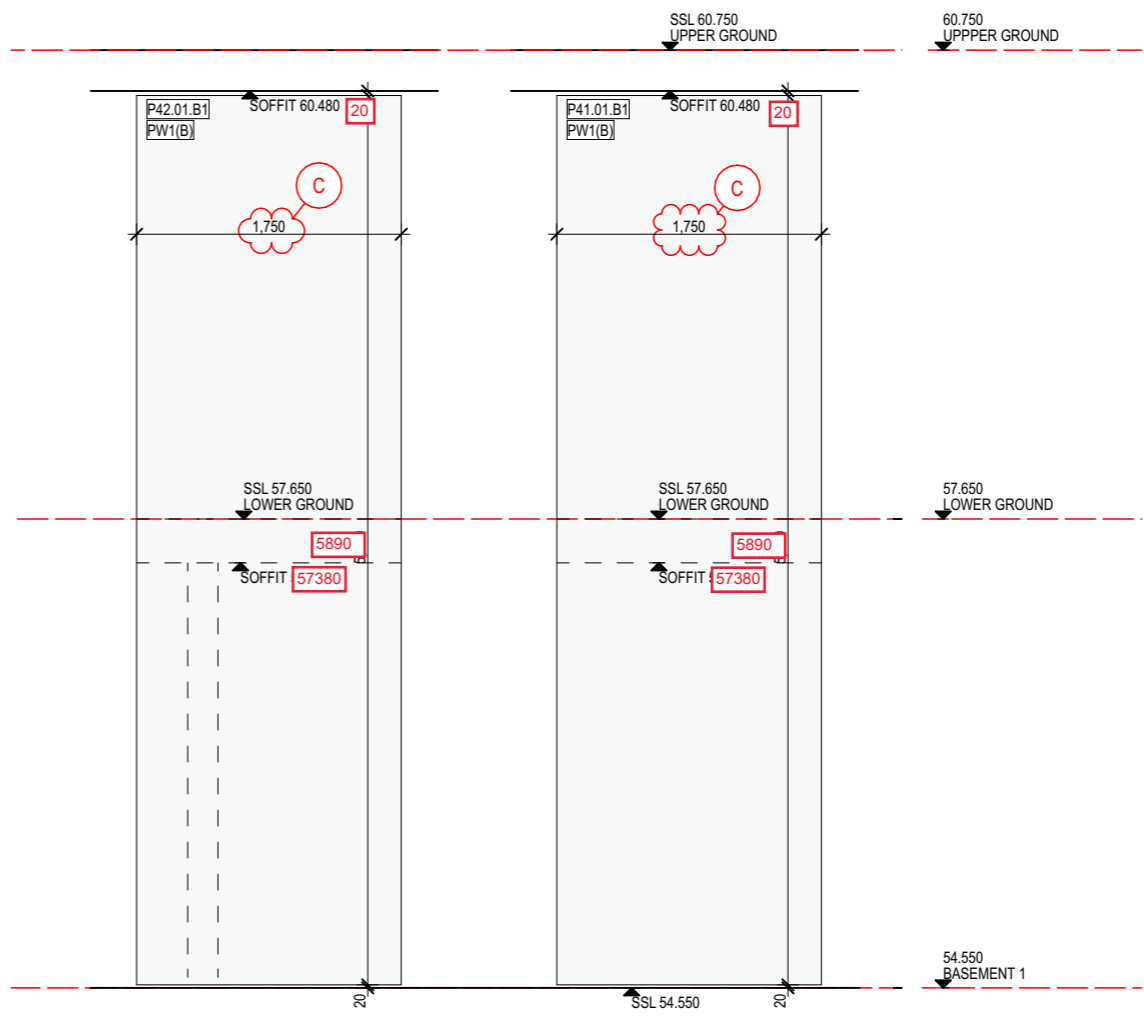 SSL 60.750
UPPER GROUND
60.750
UPPPER GROUND
P42.01.B1
PW1(B)
SOFFIT 60.480
20
P41.01.B1
PW1(B)
SOFFIT 60.480
20
C
1,750
C
1,750
SSL 57.650
LOWER GROUND
SSL 57.650
LOWER GROUND
57.650
LOWER GROUND
5890
5890
SOFFIT
57380
SOFFIT
57380
54.550
BASEMENT 1
20
SSL 54.550
20